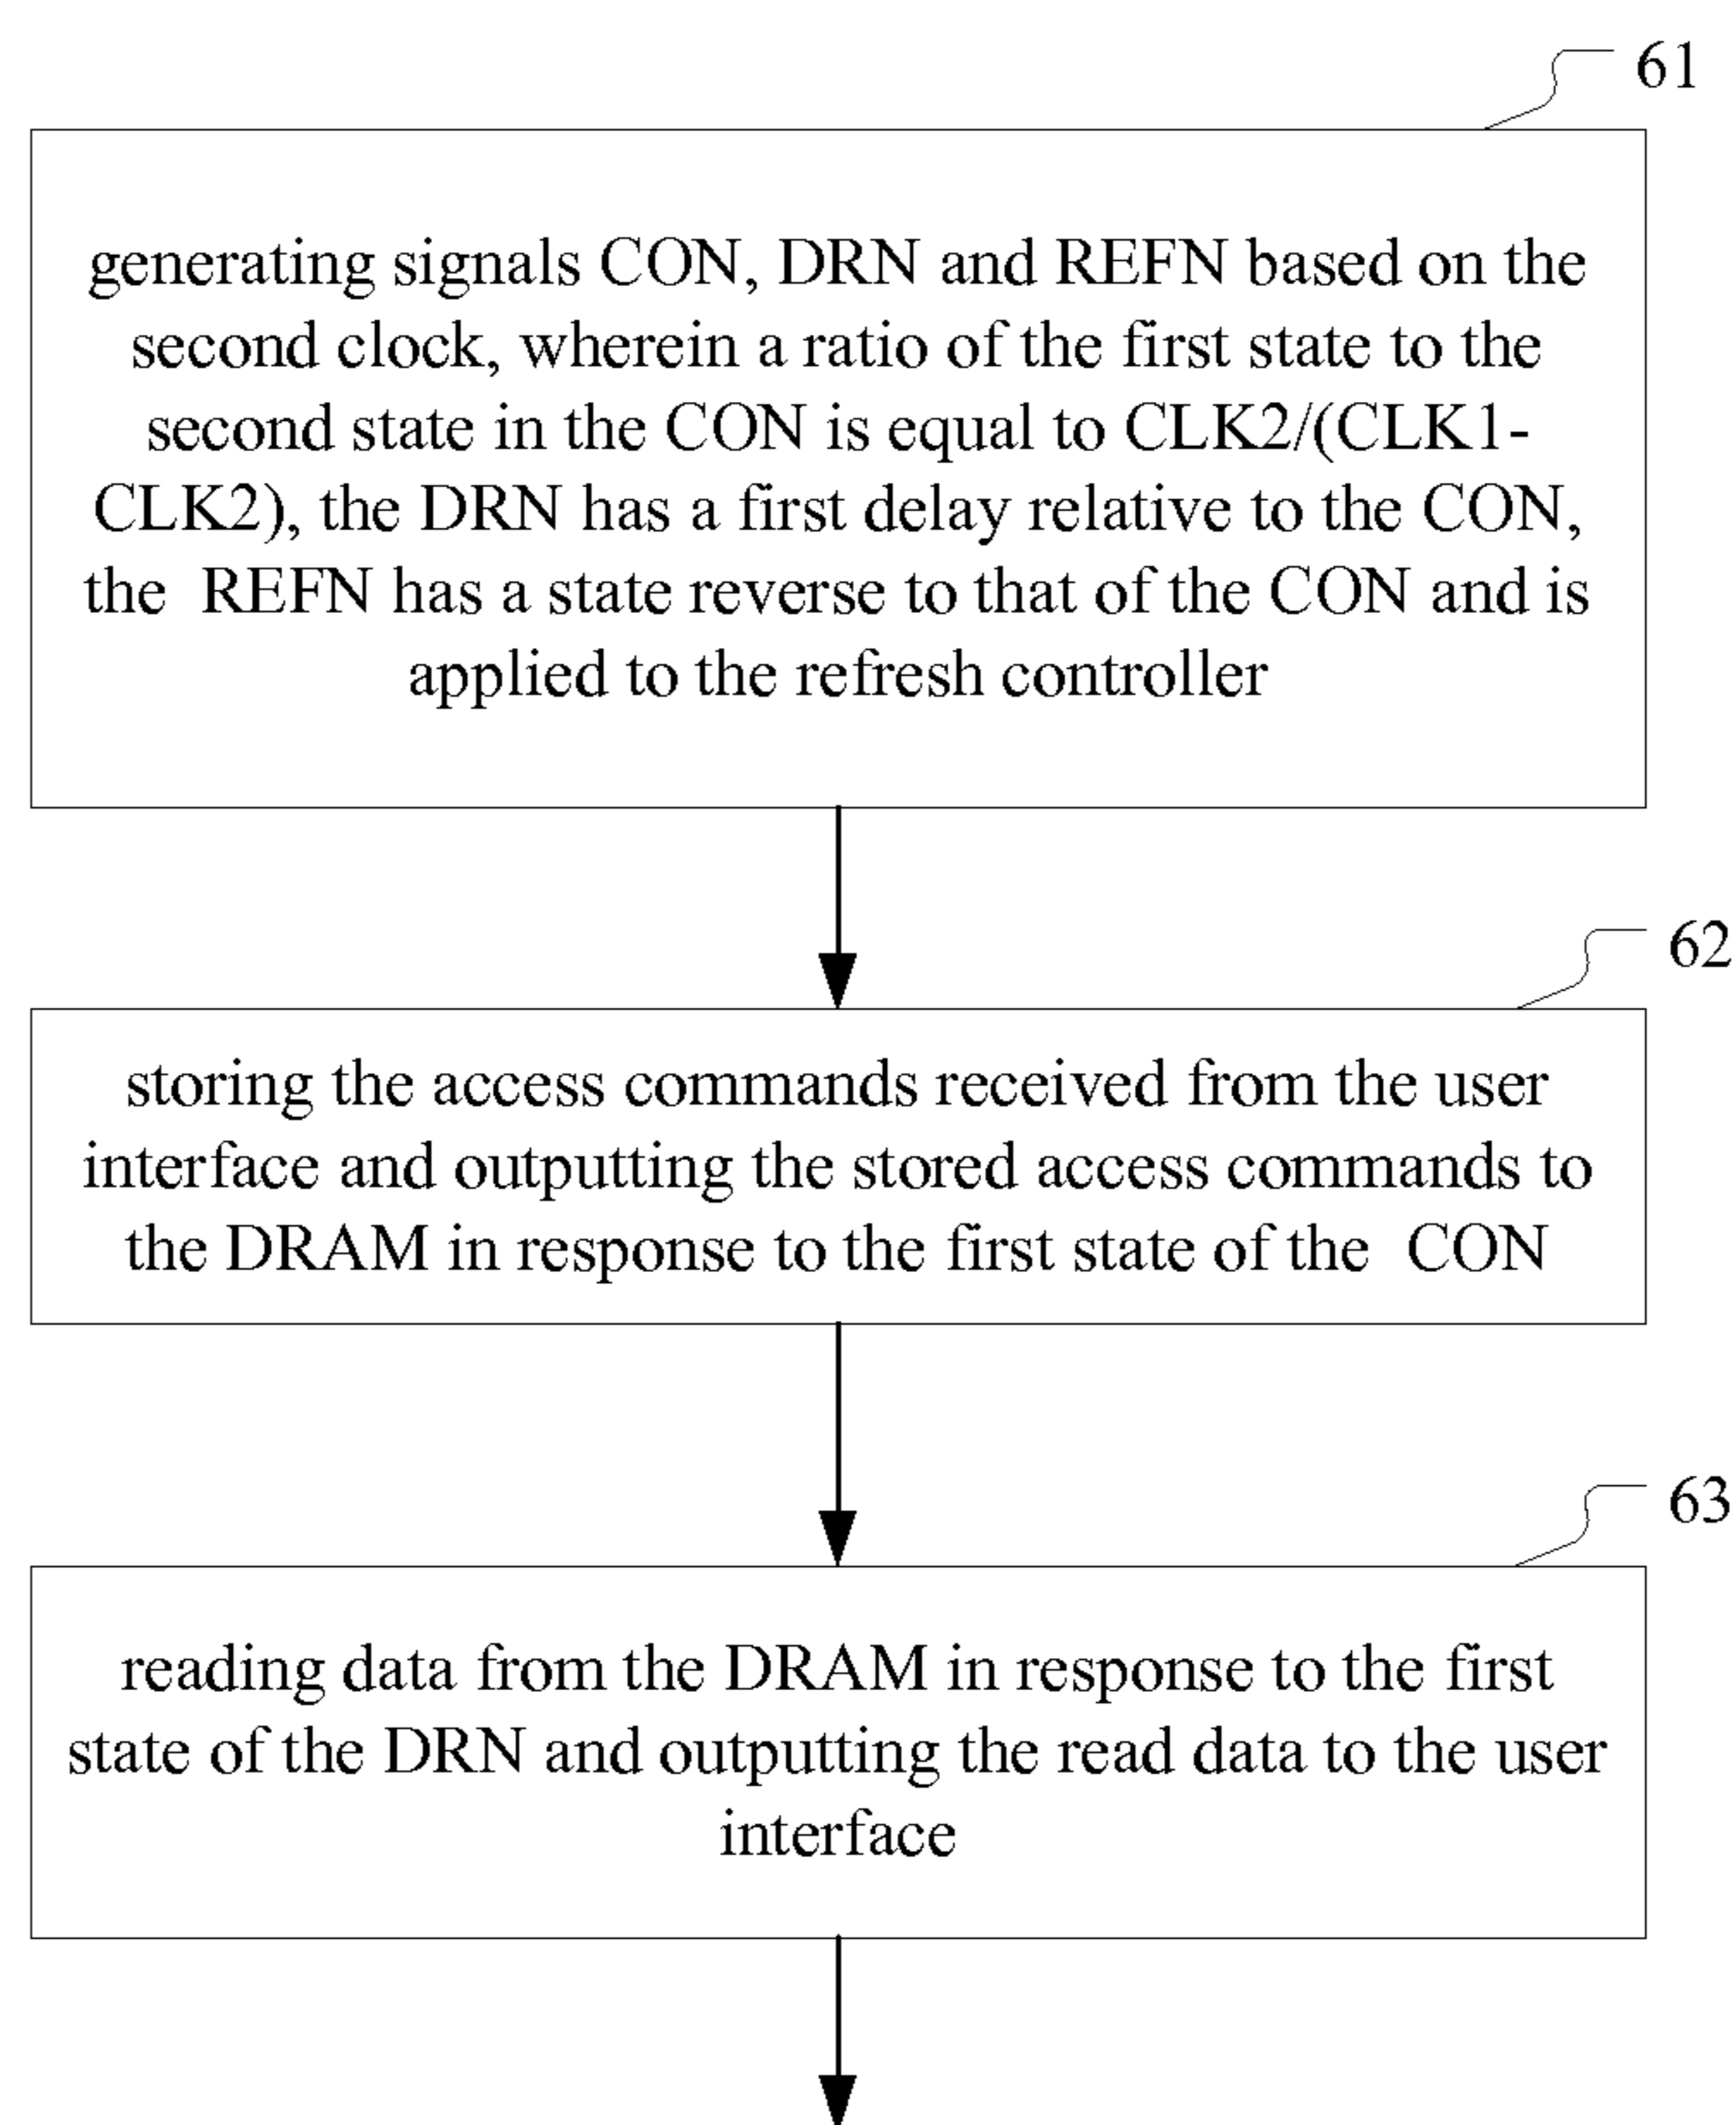 61
generating signals CON, DRN and REFN based on the
second clock, wherein a ratio of the first state to the
second state in the CON is equal to CLK2/(CLK1-
CLK2), the DRN has a first delay relative to the CON,
the REFN has a state reverse to that of the CON and is
applied to the refresh controller
62
storing the access commands received from the user
interface and outputting the stored access commands to
the DRAM in response to the first state of the CON
63
reading data from the DRAM in response to the first
state of the DRN and outputting the read data to the user
interface